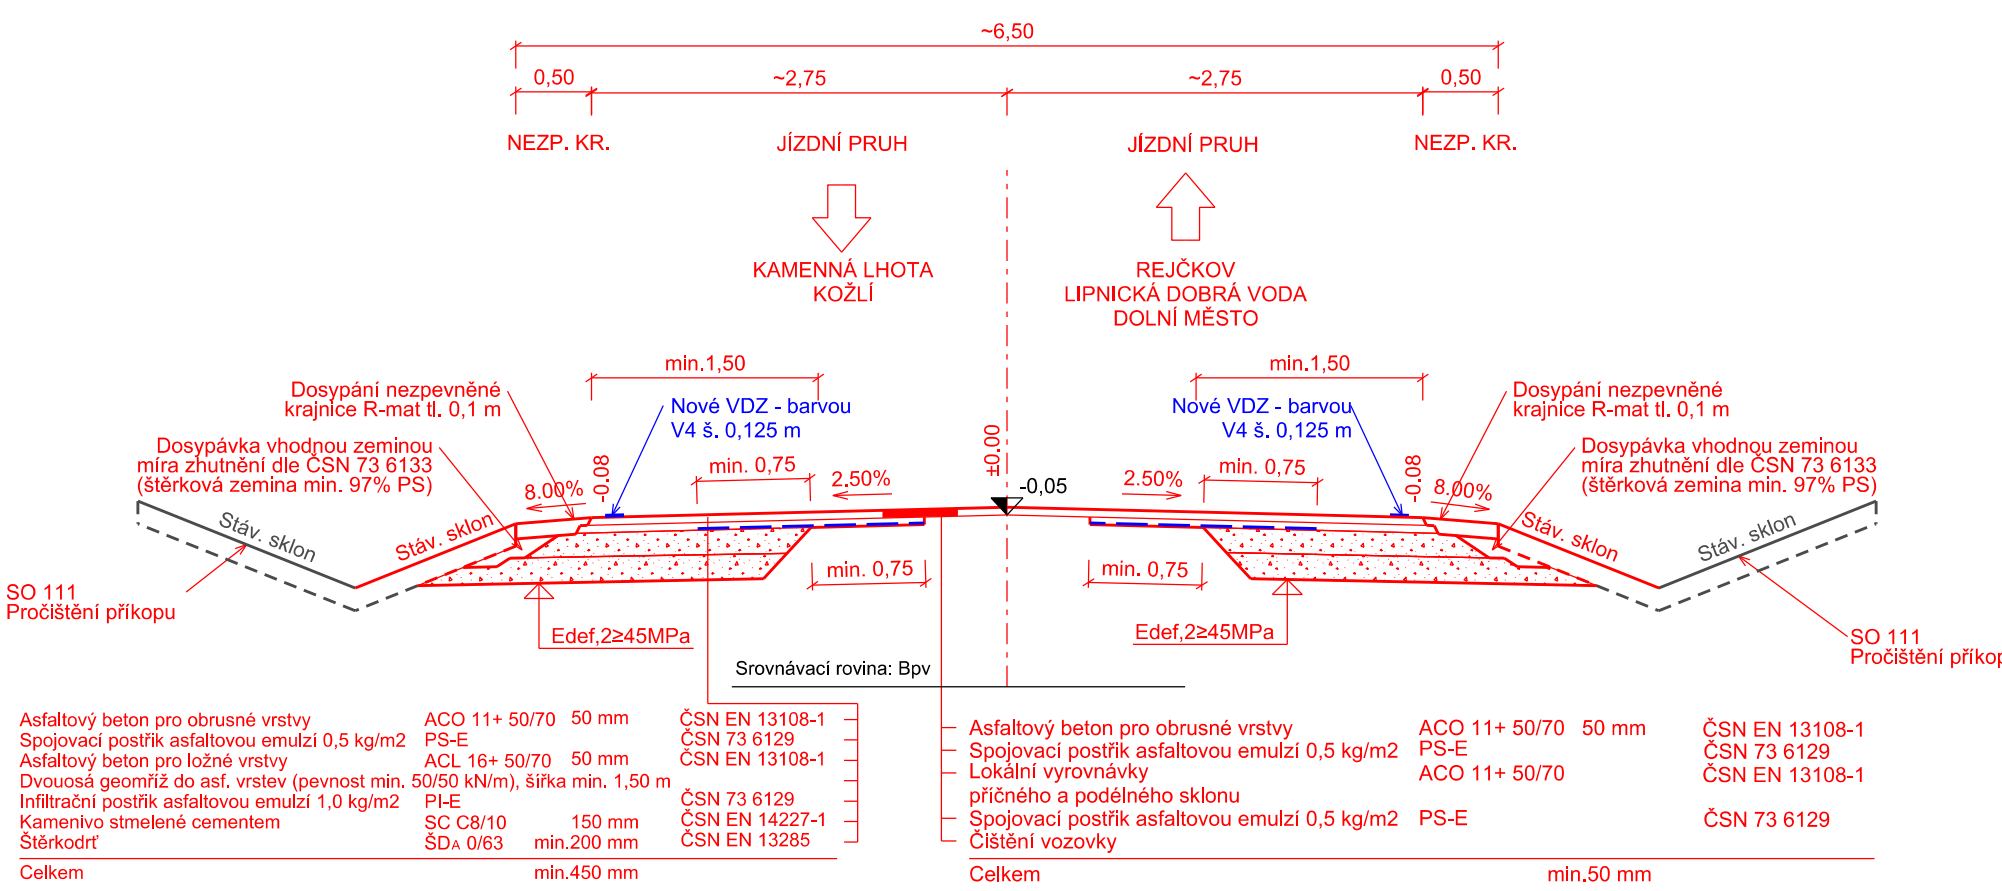 ~6,50
0,50 ~2,75 ~2,75 0,50
NEZP. KR. JÍZDNÍ PRUH JÍZDNÍ PRUH NEZP. KR.
KAMENNÁ LHOTA
KOŽLÍ
REJČKOV
LIPNICKÁ DOBRÁ VODA
DOLNÍ MĚSTO
min.1,50
min.1,50
Dosypání nezpevněné
krajnice R-mat tl. 0,1 m
Nové VDZ - barvou
V4 š. 0,125 m
Nové VDZ - barvou
V4 š. 0,125 m
Dosypání nezpevněné
krajnice R-mat tl. 0,1 m
Dosypávka vhodnou zeminou
míra zhutnění dle ČSN 73 6133
(štěrková zemina min. 97% PS)
Dosypávka vhodnou zeminou
míra zhutnění dle ČSN 73 6133
(štěrková zemina min. 97% PS)
8.00%
-0.08
min. 0,75
2.50%
±0.00
-0,05
2.50%
min. 0,75
-0.08
8.00%
Stáv. sklon
Stáv. sklon
Stáv. sklon
Stáv. sklon
min. 0,75
min. 0,75
SO 111
Pročištění příkopu
Edef,2≥45MPa
Edef,2≥45MPa
SO 111
Pročištění příkop
Srovnávací rovina: Bpv
Asfaltový beton pro obrusné vrstvy ACO 11+ 50/70 50 mm ČSN EN 13108-1
Spojovací postřik asfaltovou emulzí 0,5 kg/m2 PS-E ČSN 73 6129
Asfaltový beton pro ložné vrstvy ACL 16+ 50/70 50 mm ČSN EN 13108-1
Dvouosá geomříž do asf. vrstev (pevnost min. 50/50 kN/m), šířka min. 1,50 m
Infiltrační postřik asfaltovou emulzí 1,0 kg/m2 PI-E ČSN 73 6129
Kamenivo stmelené cementem SC C8/10 150 mm ČSN EN 14227-1
Štěrkodrť ŠDA 0/63 min.200 mm ČSN EN 13285
Celkem min.450 mm
Asfaltový beton pro obrusné vrstvy ACO 11+ 50/70 50 mm ČSN EN 13108-1
Spojovací postřik asfaltovou emulzí 0,5 kg/m2 PS-E ČSN 73 6129
Lokální vyrovnávky ACO 11+ 50/70 ČSN EN 13108-1
příčného a podélného sklonu
Spojovací postřik asfaltovou emulzí 0,5 kg/m2 PS-E ČSN 73 6129
Čištění vozovky
Celkem min.50 mm